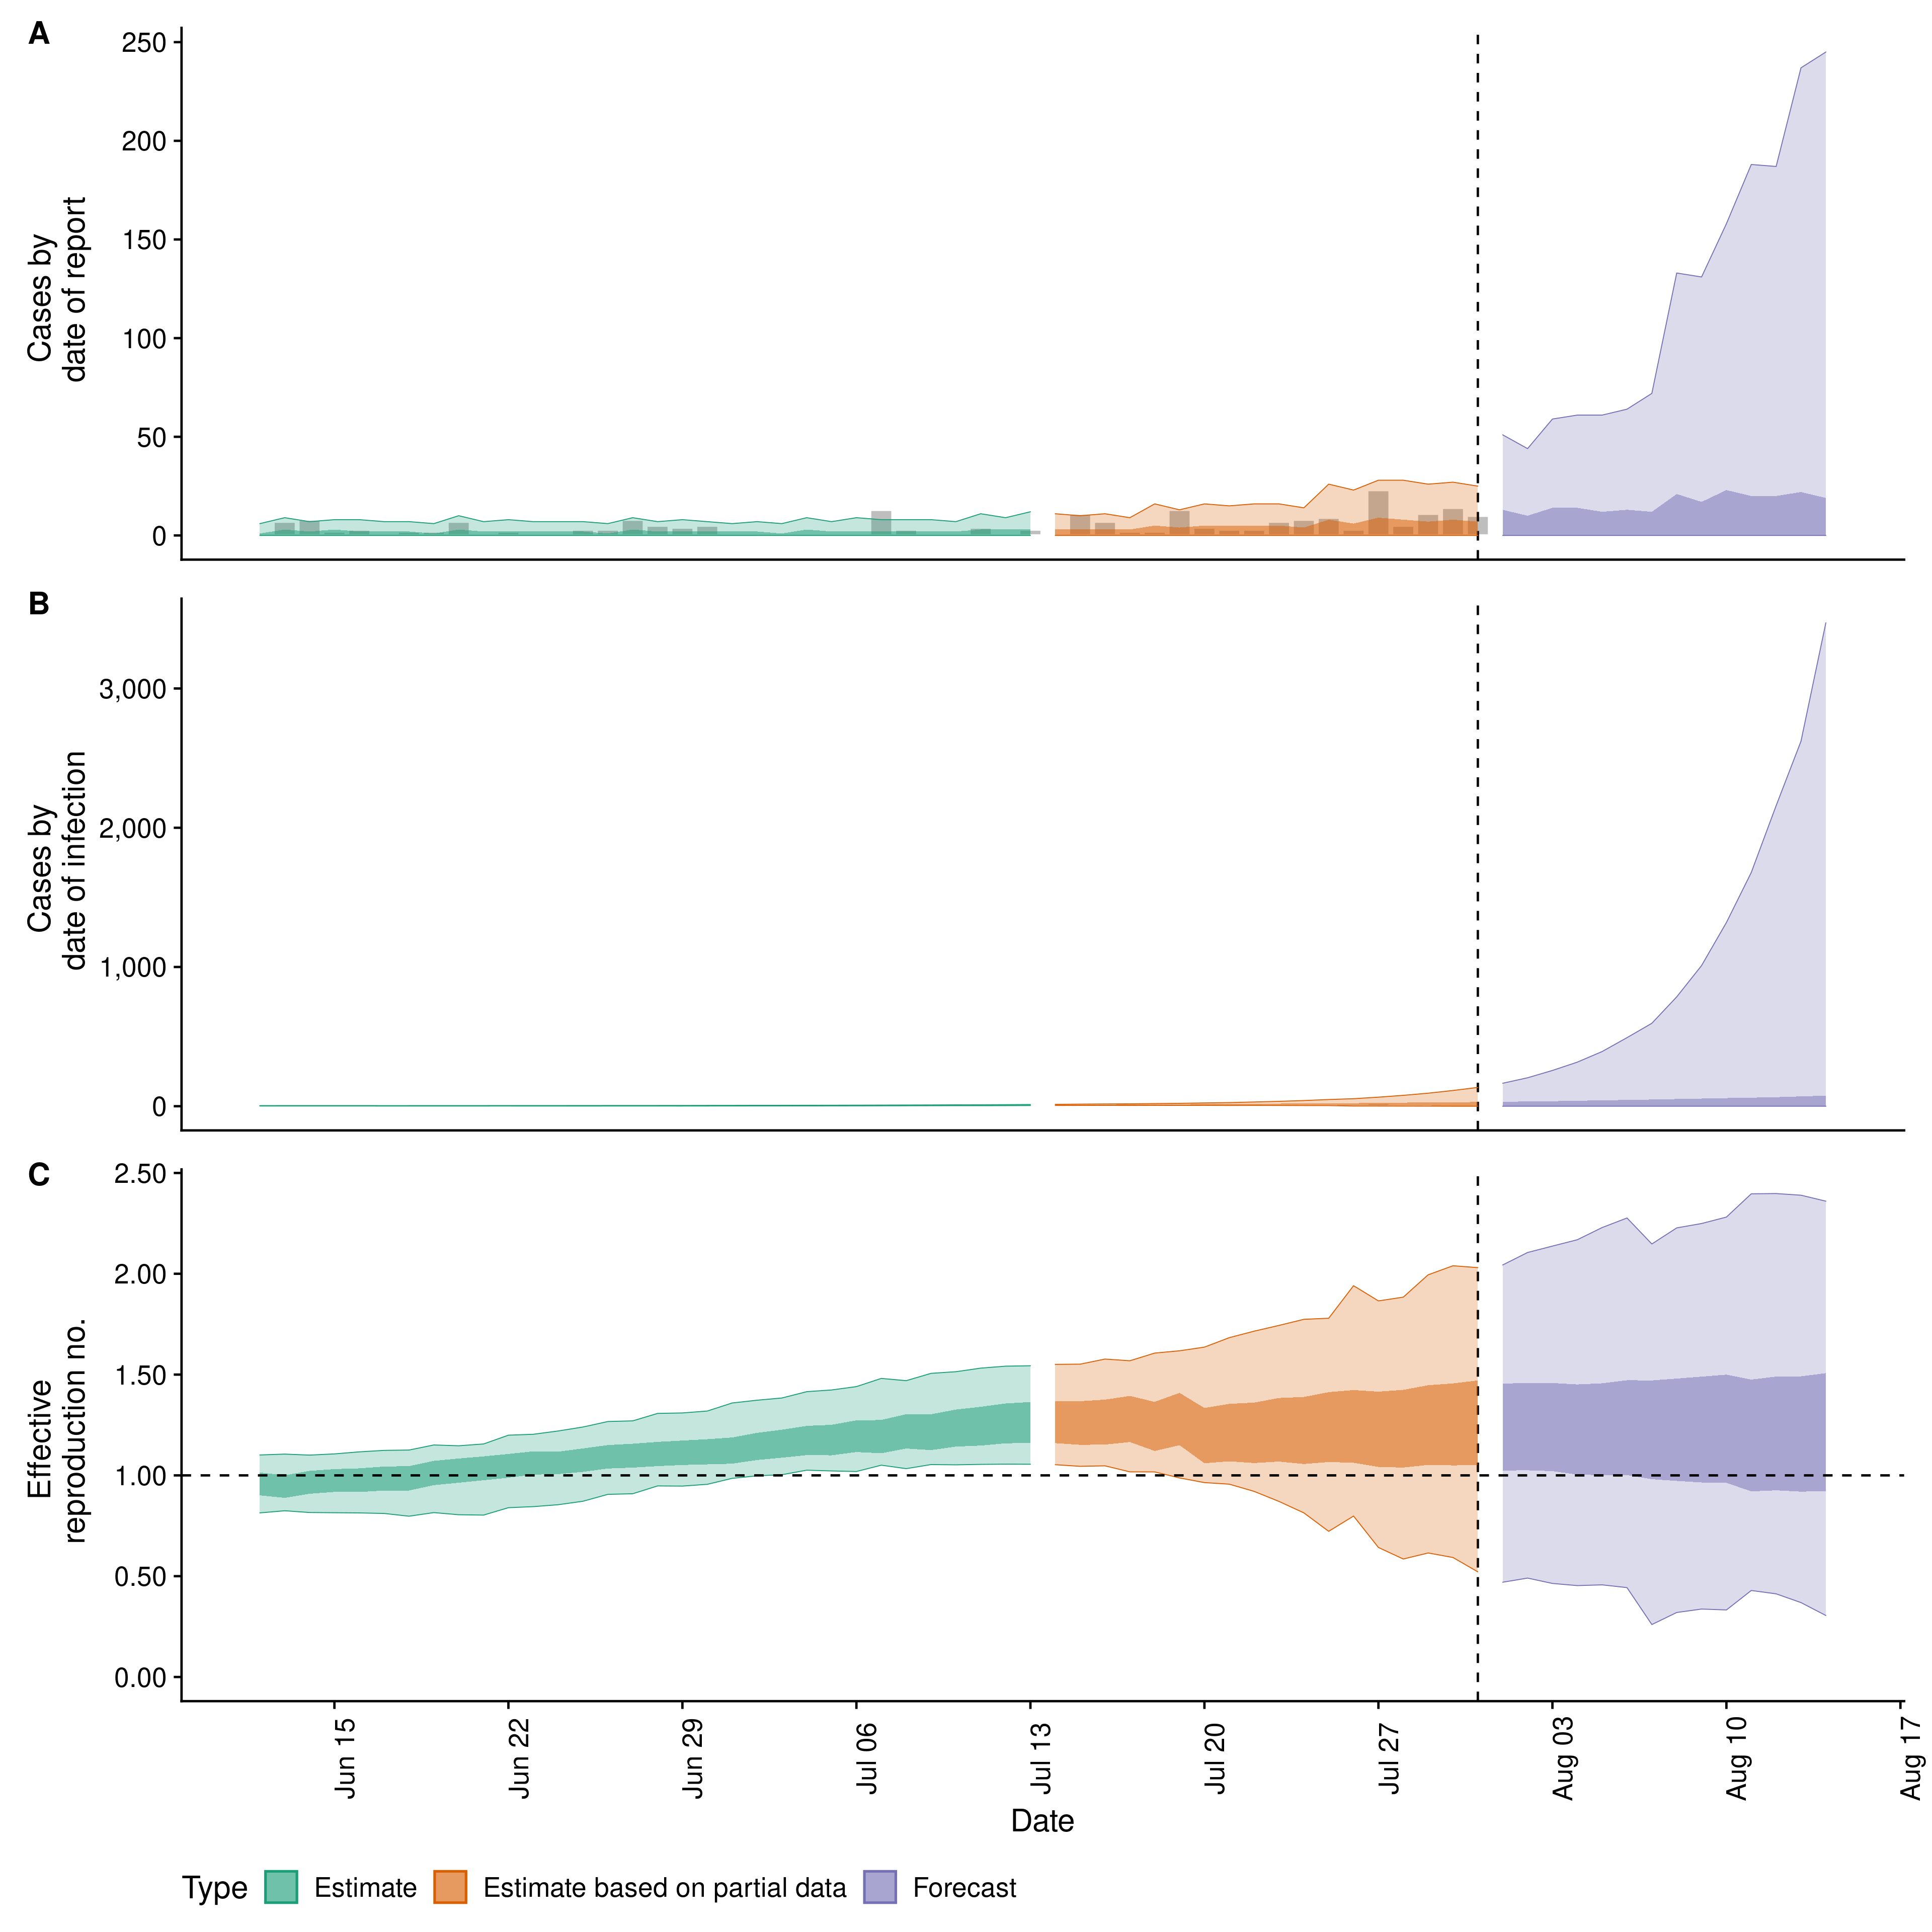 A
Cases by
date of report
250
200
150
100
50
0
B
Cases by
date of infection
3,000
2,000
1,000
0
C
Effective
reproduction no.
2.50
2.00
1.50
1.00
0.50
0.00
Jun 15
Jun 22
Jun 29
Jul 06
Jul 13
Jul 20
Jul 27
Aug 03
Aug 10
Aug 17
Date
Type Estimate Estimate based on partial data Forecast